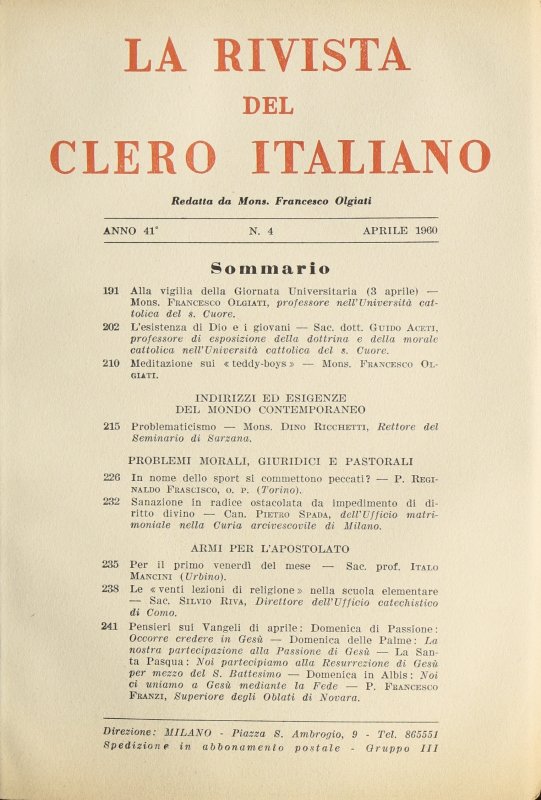 LA RIVISTA
DEL
CLERO ITALIANO
Redatta da Mons. Francesco Olgiati
ANNO 41° N. 4 APRILE 1960
Sommario
191 Alla vigilia della Giornata Universitaria (3 aprile) —
Mons. FRANCESCO OLGIATI, professore nell'Università cat-
tolica del s. Cuore.
202 L'esistenza di Dio e i giovani — Sac. dott. GUIDO ACETI,
professore di esposizione della dottrina e della morale
cattolica nell'Università cattolica del s. Cuore.
210 Meditazione sui «teddy-boys» — Mons. FRANCESCO OL-
GIATI.
INDIRIZZI ED ESIGENZE
DEL MONDO CONTEMPORANEO
215 Problematicismo — Mons. DINO RICCHETTI, Rettore del
Seminario di Sarzana.
PROBLEMI MORALI, GIURIDICI E PASTORALI
226 In nome dello sport si commettono peccati? — P. REGI-
NALDO FRASCISCO, O. P. (Torino).
232 Sanazione in radice ostacolata da impedimento di di-
ritto divino — Can. PIETRO SPADA, dell'Ufficio matri-
moniale nella Curia arcivescovile di Milano.
ARMI PER L'APOSTOLATO
235 Per il primo venerdì del mese — Sac. prof. ITALO
MANCINI (Urbino).
238 Le «venti lezioni di religione» nella scuola elementare
— Sac. SILVIO RIVA, Direttore dell'Ufficio catechistico
di Como.
241 Pensieri sui Vangeli di aprile: Domenica di Passione:
Occorre credere in Gesù — Domenica delle Palme: La
nostra partecipazione alla Passione di Gesù — La San-
ta Pasqua: Noi partecipiamo alla Resurrezione di Gesù
per mezzo del S. Battesimo — Domenica in Albis: Noi
ci uniamo a Gesù mediante la Fede — P. FRANCESCO
FRANZI, Superiore degli Oblati di Novara.
Direzione: MILANO - Piazza S. Ambrogio, 9 - Tel. 865551
Spedizione in abbonamento postale - Gruppo III